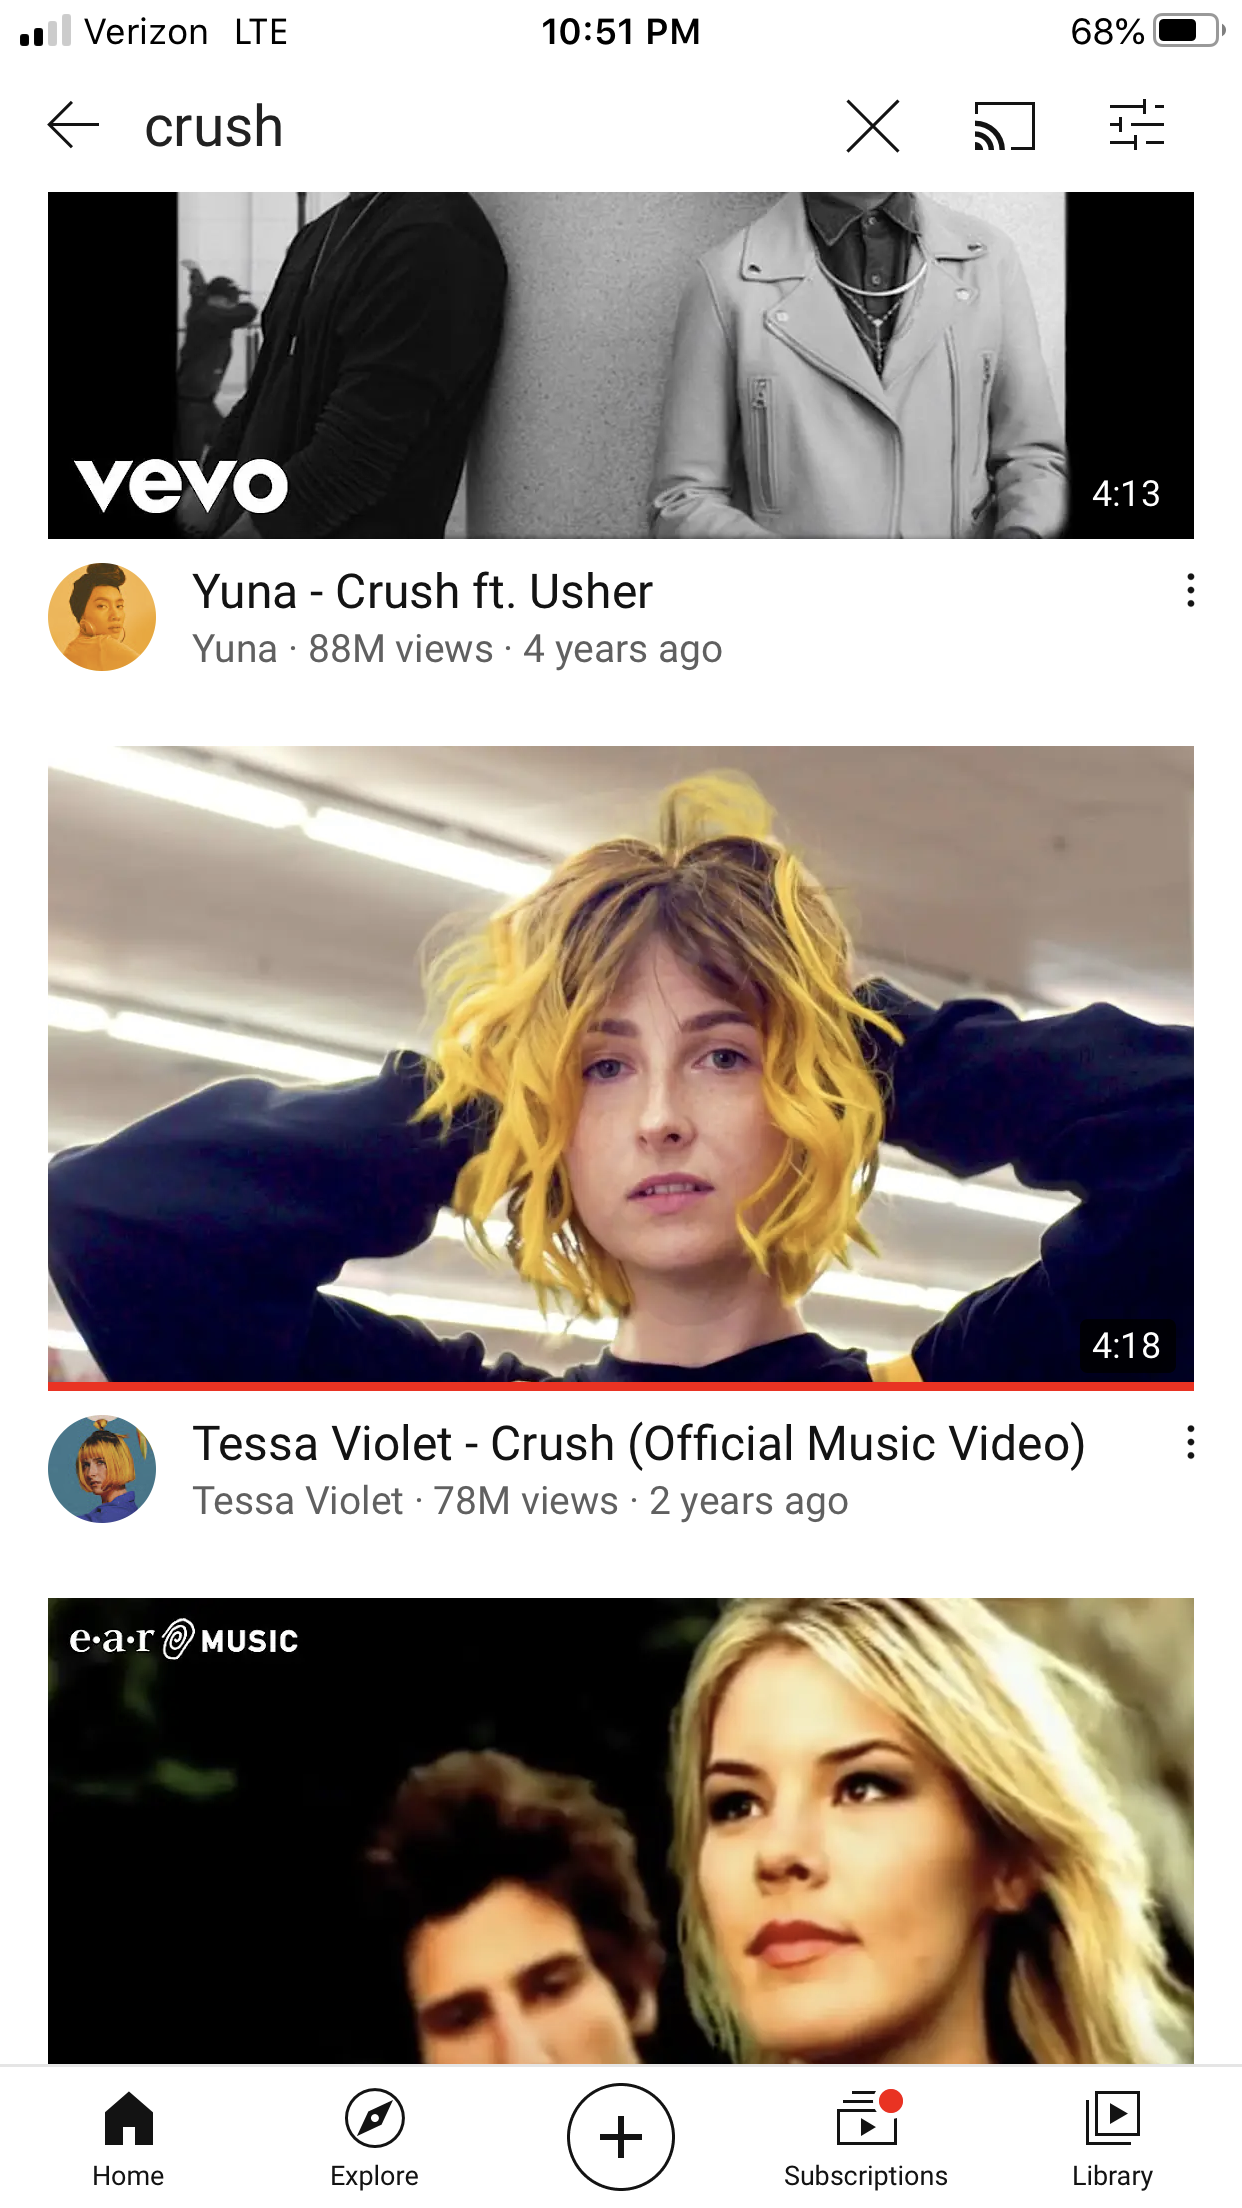 Verizon LTE 10:51 PM 68%
crush
vevo
4:13
Yuna - Crush ft. Usher
Yuna · 88M views · 4 years ago
4:18
Tessa Violet - Crush (Official Music Video)
Tessa Violet · 78M views · 2 years ago
e·a·r MUSIC
Home Explore Subscriptions Library